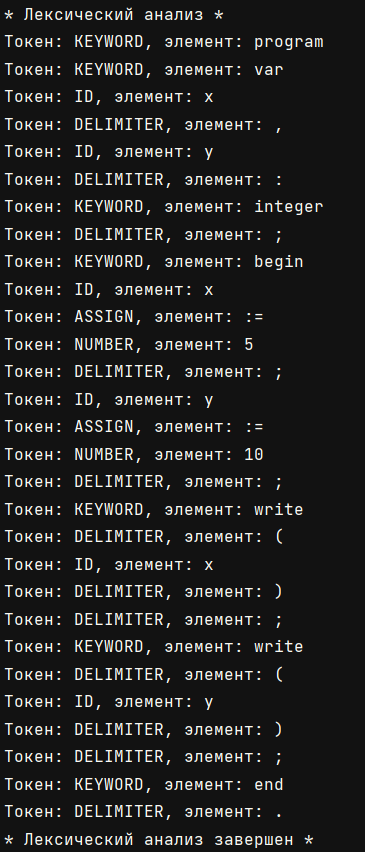 * Лексический анализ *
Токен: KEYWORD, элемент: program
Токен: KEYWORD, элемент: var
Токен: ID, элемент: x
Токен: DELIMITER, элемент: ,
Токен: ID, элемент: y
Токен: DELIMITER, элемент: :
Токен: KEYWORD, элемент: integer
Токен: DELIMITER, элемент: ;
Токен: KEYWORD, элемент: begin
Токен: ID, элемент: x
Токен: ASSIGN, элемент: :=
Токен: NUMBER, элемент: 5
Токен: DELIMITER, элемент: ;
Токен: ID, элемент: y
Токен: ASSIGN, элемент: :=
Токен: NUMBER, элемент: 10
Токен: DELIMITER, элемент: ;
Токен: KEYWORD, элемент: write
Токен: DELIMITER, элемент: (
Токен: ID, элемент: x
Токен: DELIMITER, элемент: )
Токен: DELIMITER, элемент: ;
Токен: KEYWORD, элемент: write
Токен: DELIMITER, элемент: (
Токен: ID, элемент: y
Токен: DELIMITER, элемент: )
Токен: DELIMITER, элемент: ;
Токен: KEYWORD, элемент: end
Токен: DELIMITER, элемент: .
* Лексический анализ завершен *